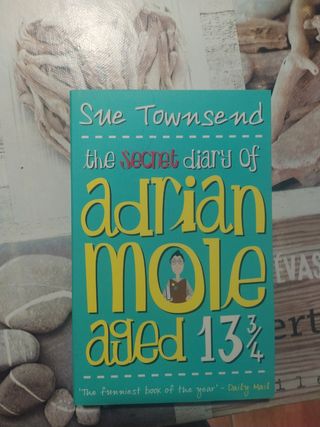 Sue Townsend
the secret diary of
adrian
mole
aged 13 3/4
'The funniest book of the year' - Daily Mail